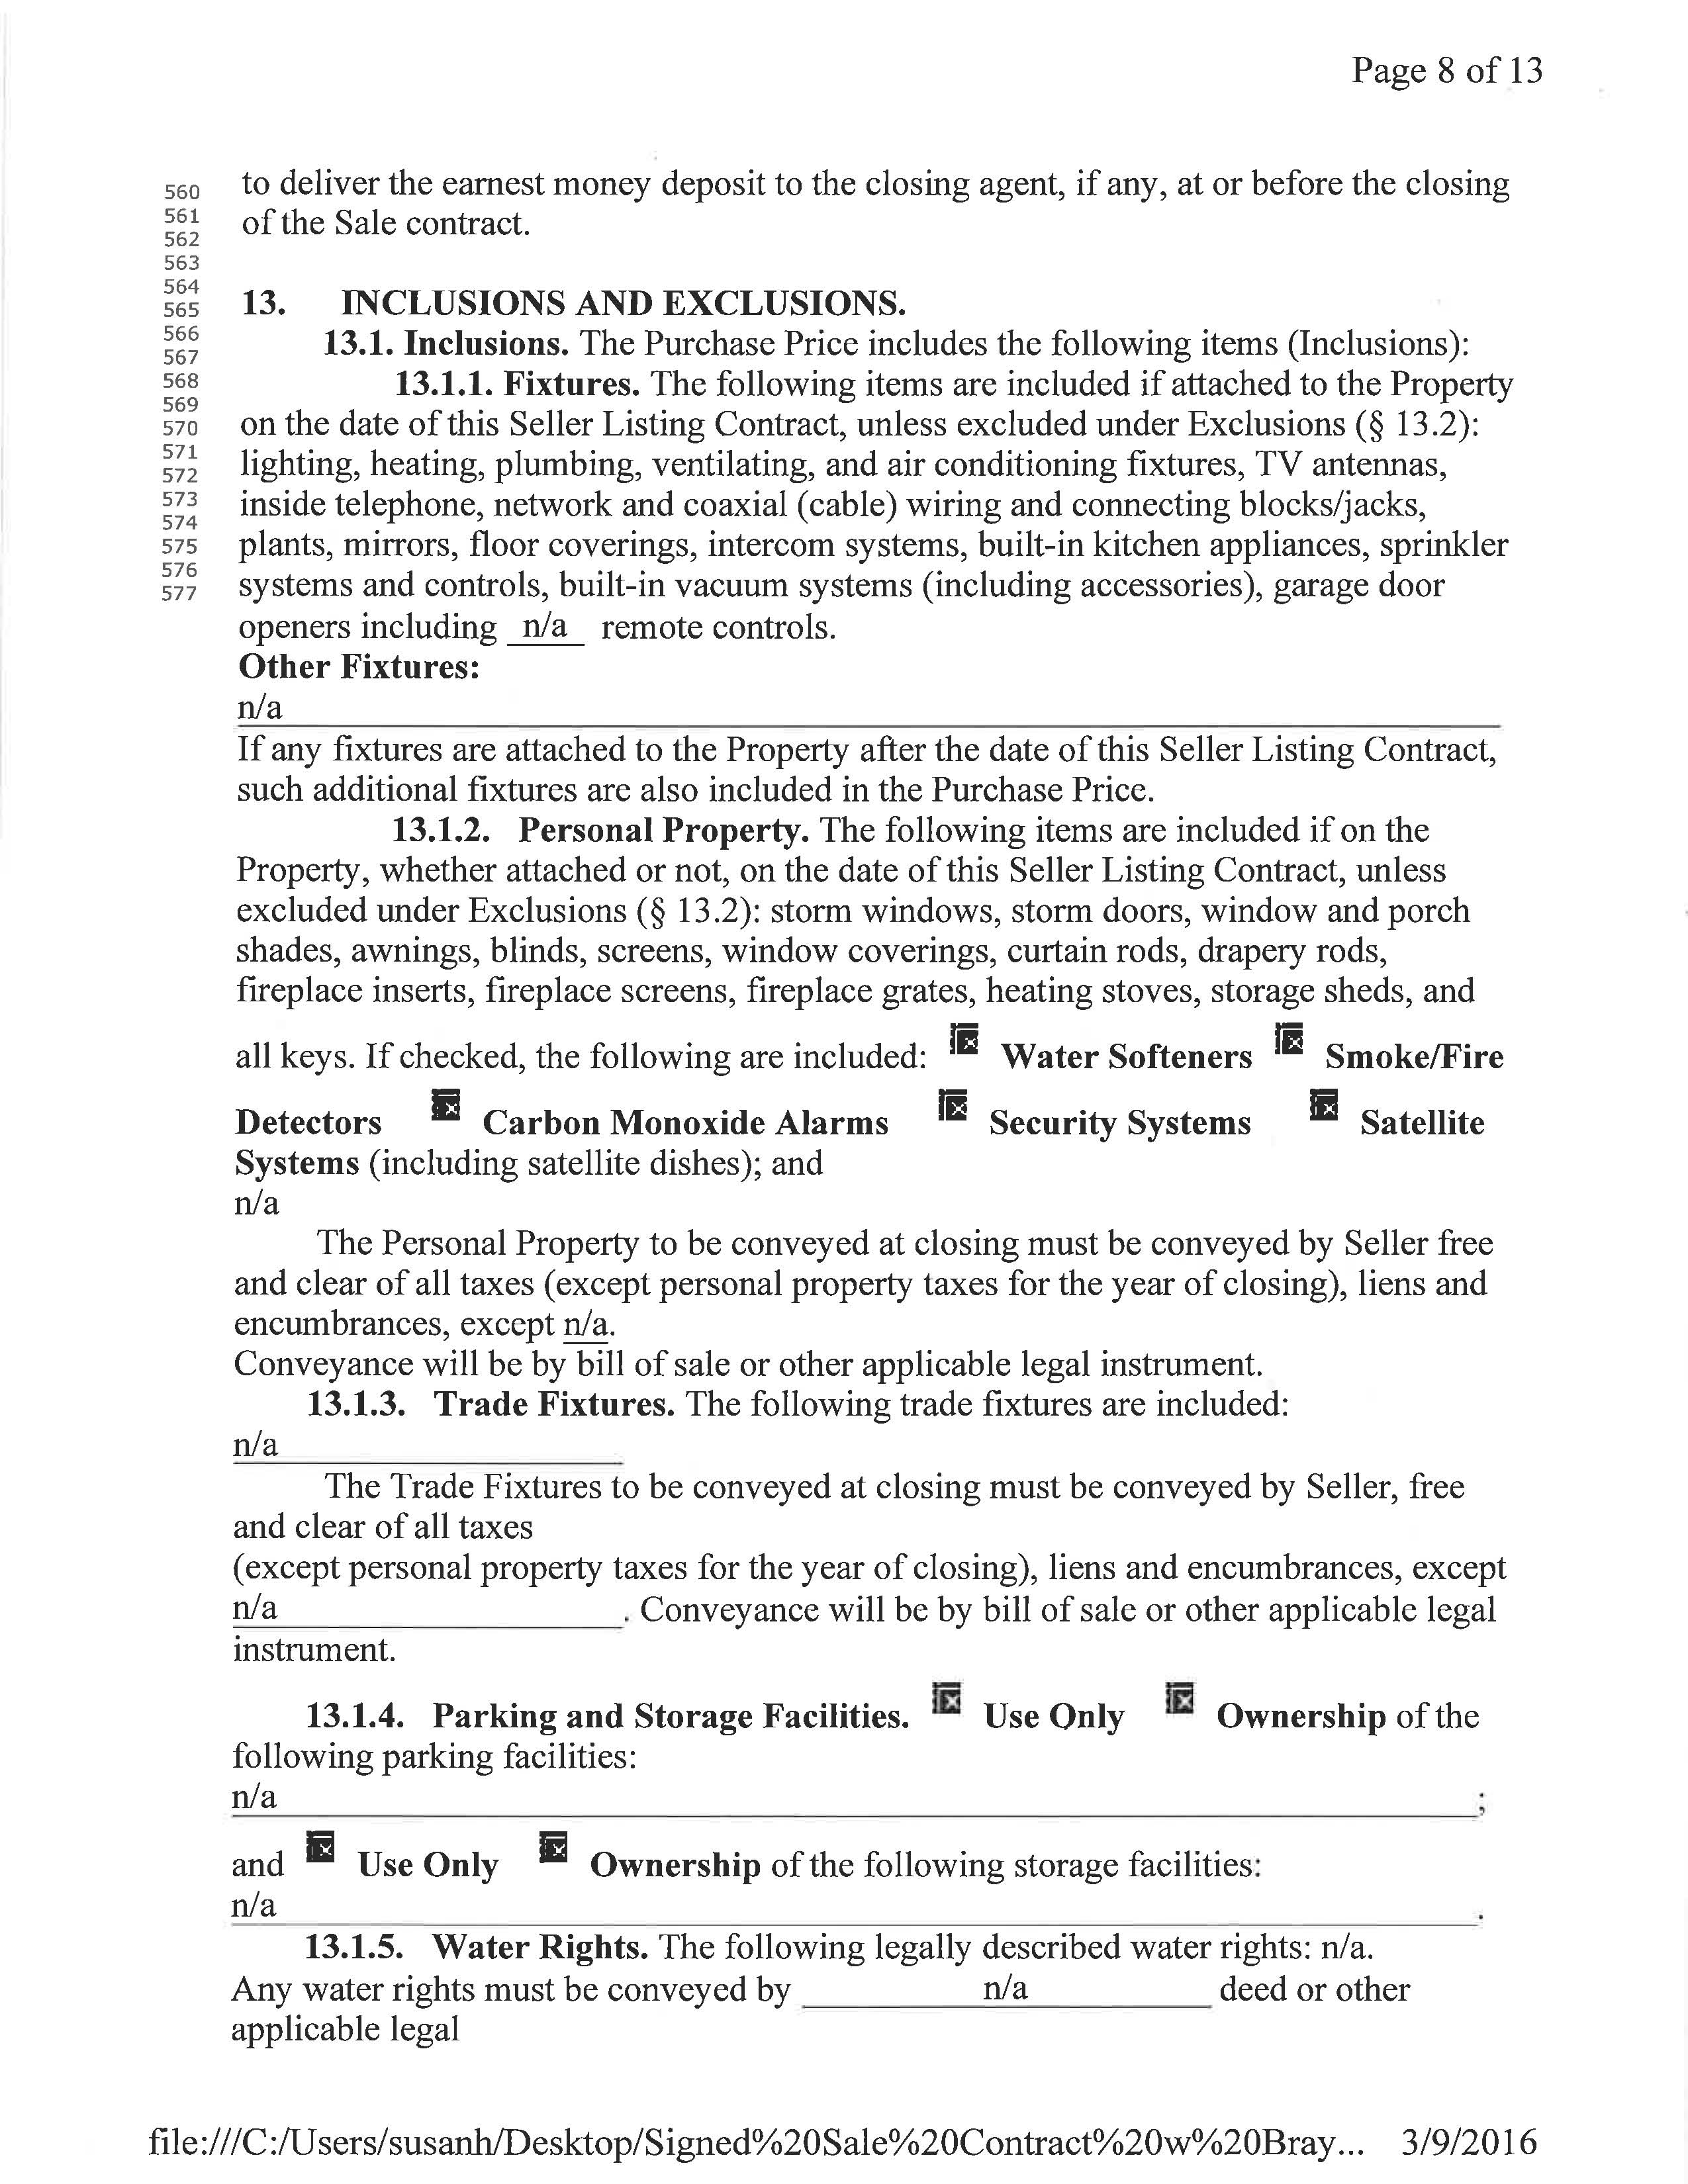 Page 8 of 13
560 to deliver the earnest money deposit to the closing agent, if any, at or before the closing
561 of the Sale contract.
562
563
564
565 13. INCLUSIONS AND EXCLUSIONS.
566 13.1. Inclusions. The Purchase Price includes the following items (Inclusions):
567
568 13.1.1. Fixtures. The following items are included if attached to the Property
569
570 on the date of this Seller Listing Contract, unless excluded under Exclusions (§ 13.2):
571
572 lighting, heating, plumbing, ventilating, and air conditioning fixtures, TV antennas,
573 inside telephone, network and coaxial (cable) wiring and connecting blocks/jacks,
574
575 plants, mirrors, floor coverings, intercom systems, built-in kitchen appliances, sprinkler
576
577 systems and controls, built-in vacuum systems (including accessories), garage door
openers including n/a remote controls.
Other Fixtures:
n/a
If any fixtures are attached to the Property after the date of this Seller Listing Contract,
such additional fixtures are also included in the Purchase Price.
13.1.2. Personal Property. The following items are included if on the
Property, whether attached or not, on the date of this Seller Listing Contract, unless
excluded under Exclusions (§ 13.2): storm windows, storm doors, window and porch
shades, awnings, blinds, screens, window coverings, curtain rods, drapery rods,
fireplace inserts, fireplace screens, fireplace grates, heating stoves, storage sheds, and
all keys. If checked, the following are included: Water Softeners Smoke/Fire
Detectors Carbon Monoxide Alarms Security Systems Satellite
Systems (including satellite dishes); and
n/a
The Personal Property to be conveyed at closing must be conveyed by Seller free
and clear of all taxes (except personal property taxes for the year of closing), liens and
encumbrances, except n/a.
Conveyance will be by bill of sale or other applicable legal instrument.
13.1.3. Trade Fixtures. The following trade fixtures are included:
n/a
The Trade Fixtures to be conveyed at closing must be conveyed by Seller, free
and clear of all taxes
(except personal property taxes for the year of closing), liens and encumbrances, except
n/a . Conveyance will be by bill of sale or other applicable legal
instrument.
13.1.4. Parking and Storage Facilities. Use Only Ownership of the
following parking facilities:
n/a ;
and Use Only Ownership of the following storage facilities:
n/a .
13.1.5. Water Rights. The following legally described water rights: n/a.
Any water rights must be conveyed by n/a deed or other
applicable legal
file:///C:/Users/susanh/Desktop/Signed%20Sale%20Contract%20w%20Bray... 3/9/2016